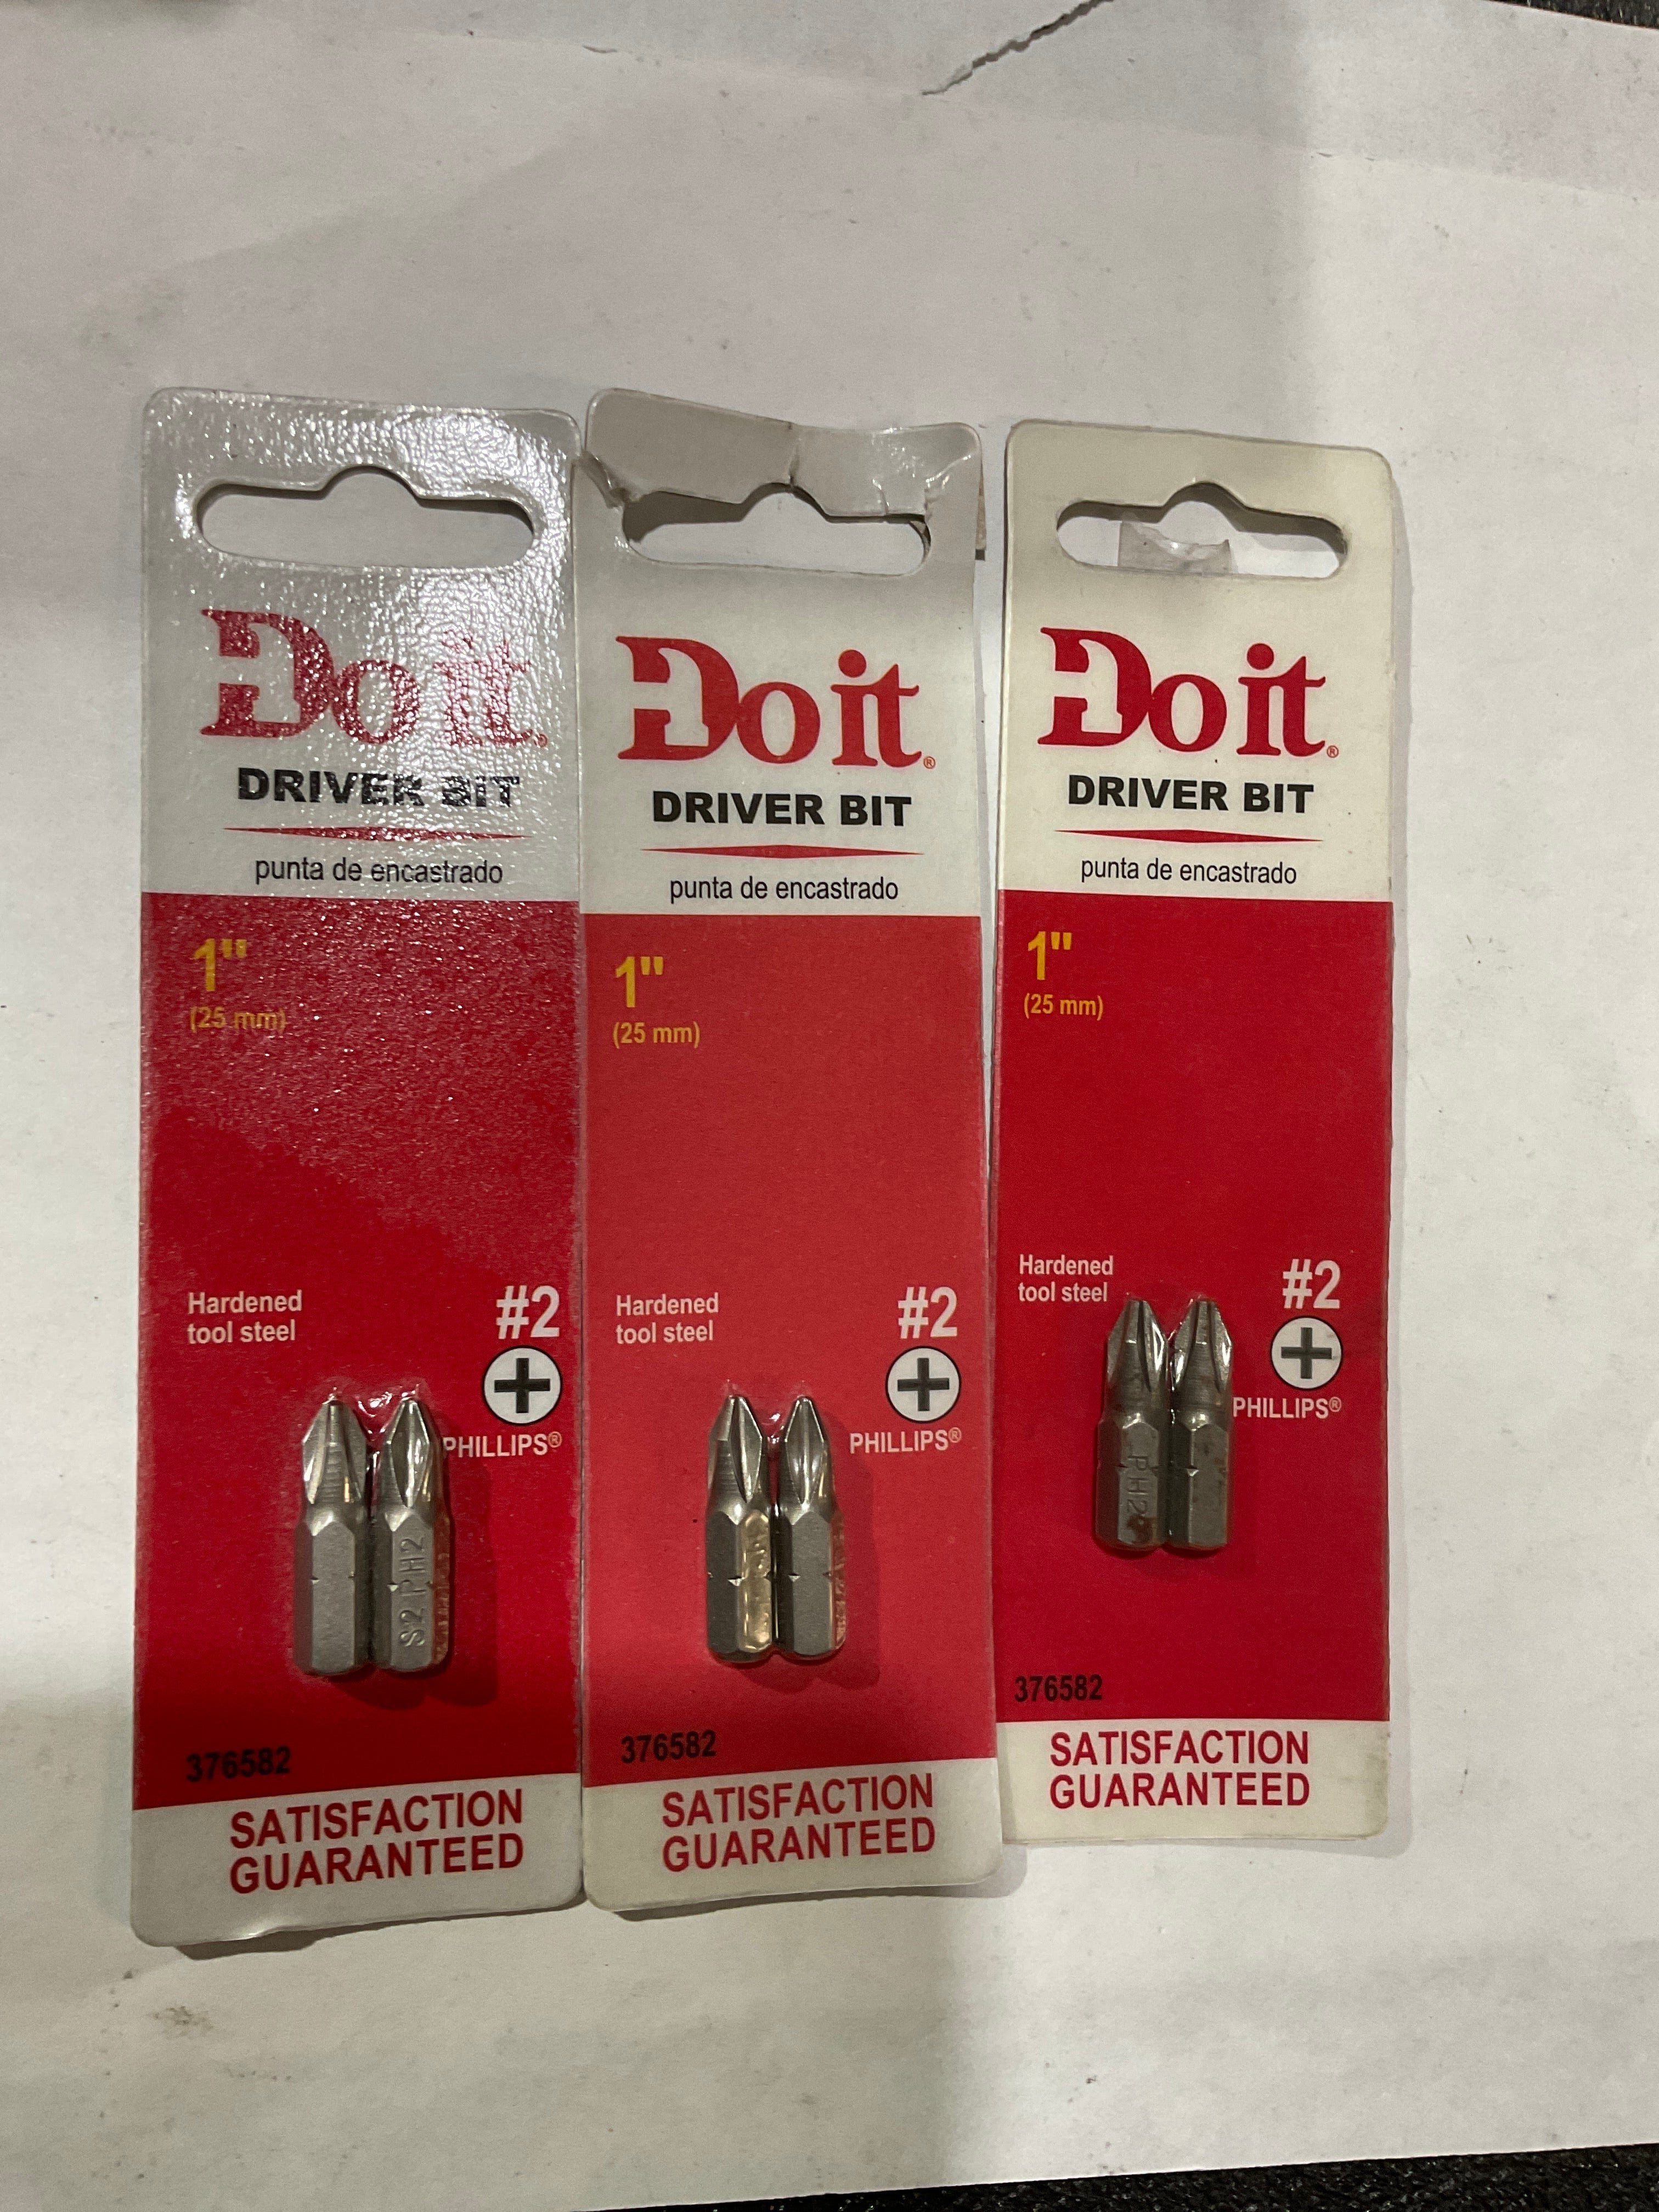 Do it.
DRIVER BIT
punta de encastrado
1"
(25 mm)
Hardened
tool steel
#2
PHILLIPS®
S2 PH2
376582
SATISFACTION
GUARANTEED
Do it®
DRIVER BIT
punta de encastrado
1"
(25 mm)
Hardened
tool steel
#2
PHILLIPS®
376582
SATISFACTION
GUARANTEED
Do it®
DRIVER BIT
punta de encastrado
1"
(25 mm)
Hardened
tool steel
#2
PHILLIPS®
PH2
376582
SATISFACTION
GUARANTEED